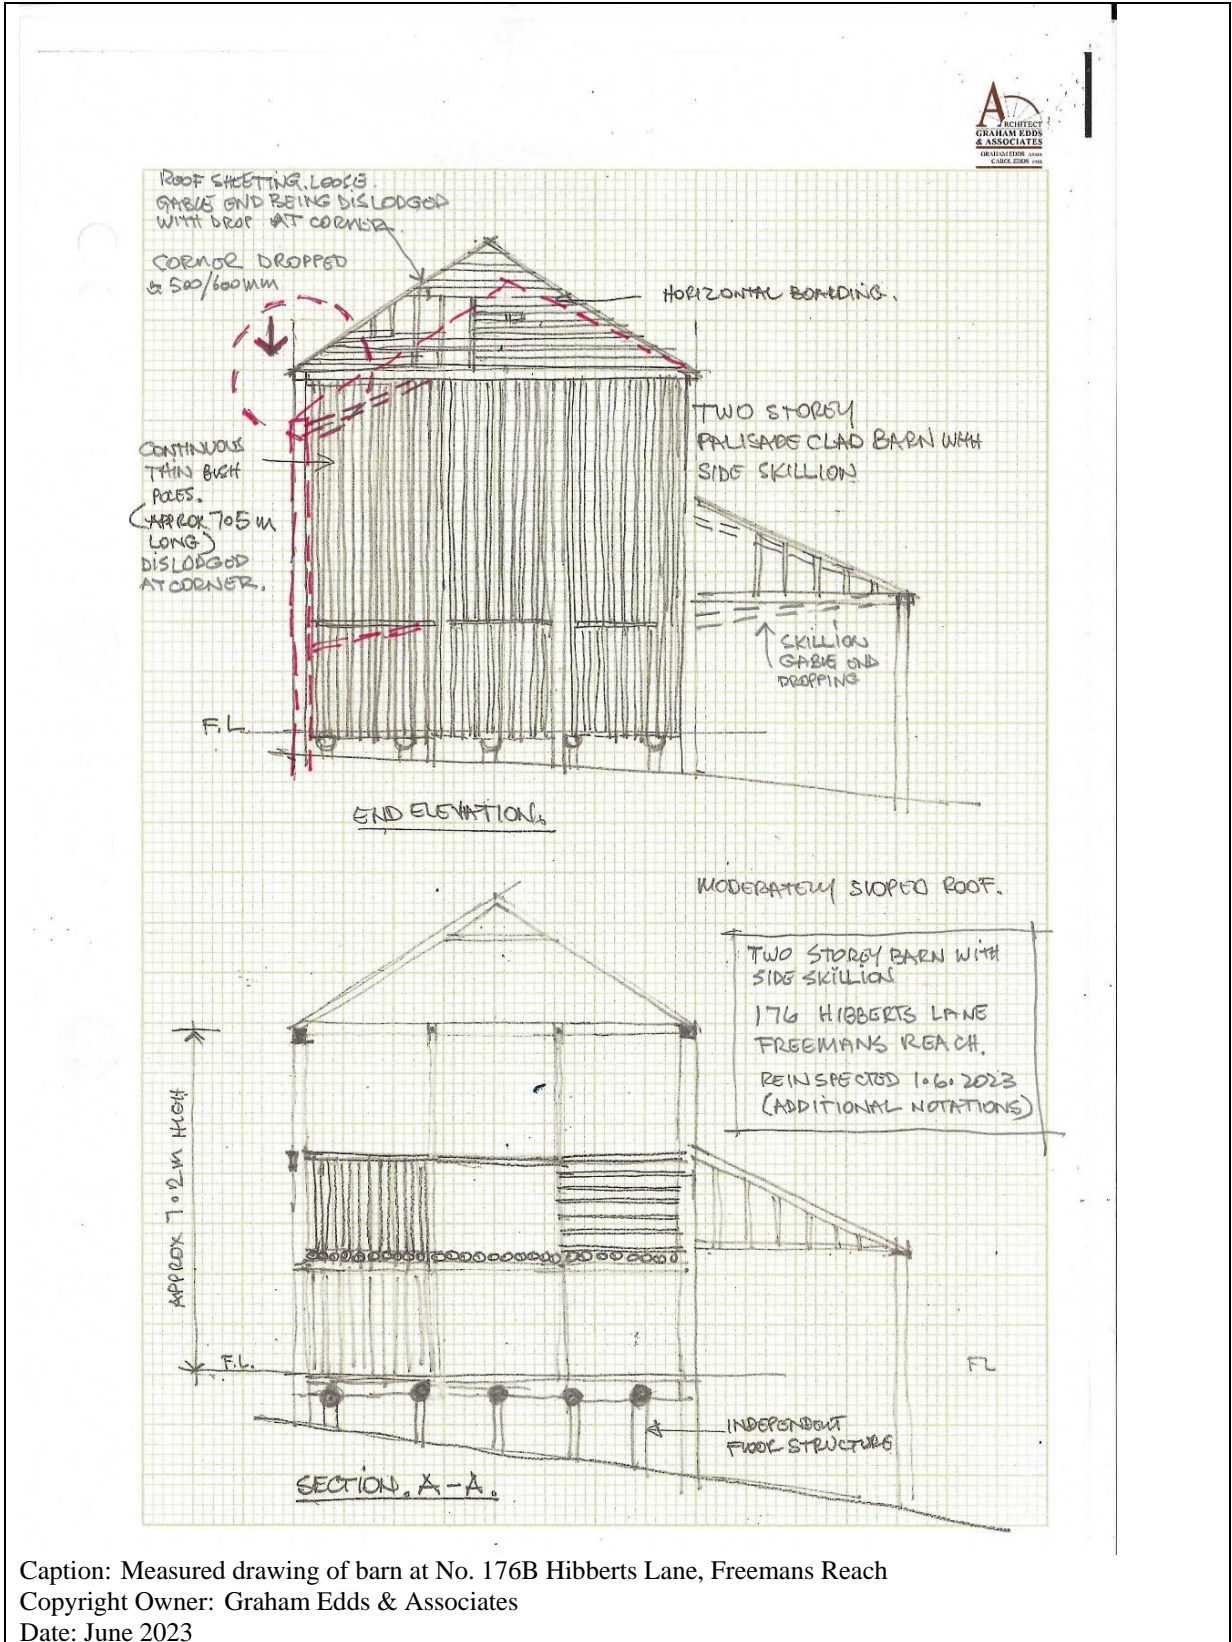 ARCHITECT
GRAHAM EDDS
& ASSOCIATES
GRAHAM EDDS
CAROL EDDS
ROOF SHEETING LOOSE.
GABLE END BEING DISLODGED
WITH DROP AT CORNER
CORNER DROPPED
500/600mm
HORIZONTAL BOARDING.
TWO STOREY
PALISADE CLAD BARN WITH
SIDE SKILLION
CONTINUOUS
THIN BUSH
POLES.
(APPROX 7.5 m
LONG)
DISLODGED
AT CORNER.
SKILLION
GABLE END
DROPPING
F.L.
END ELEVATION.
MODERATELY SLOPED ROOF.
TWO STOREY BARN WITH
SIDE SKILLION
176 HIBBERTS LANE
FREEMANS REACH.
REINSPECTED 1.6.2023
(ADDITIONAL NOTATIONS)
APPROX 7.2m HIGH
F.L.
FL
INDEPENDENT
FLOOR STRUCTURE
SECTION. A-A.
Caption: Measured drawing of barn at No. 176B Hibberts Lane, Freemans Reach
Copyright Owner: Graham Edds & Associates
Date: June 2023